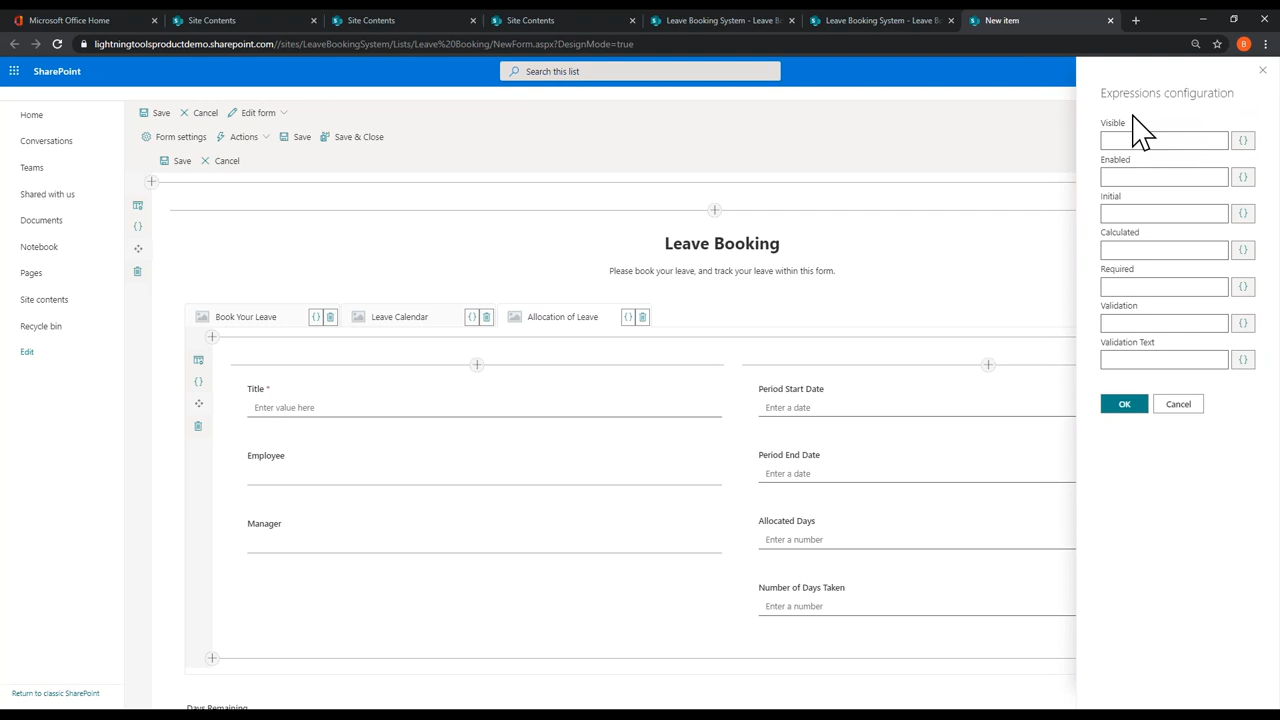 Microsoft Office Home
Site Contents
Site Contents
Site Contents
Leave Booking System - Leave B
Leave Booking System - Leave B
New item
lightningtoolsproductdemo.sharepoint.com/sites/LeaveBookingSystem/Lists/Leave%20Booking/NewForm.aspx?DesignMode=true
B
SharePoint
Search this list
Home
Conversations
Teams
Shared with us
Documents
Notebook
Pages
Site contents
Recycle bin
Edit
Return to classic SharePoint
Save Cancel Edit form
Form settings Actions Save Save & Close
Save Cancel
Leave Booking
Please book your leave, and track your leave within this form.
Book Your Leave {} Leave Calendar {} Allocation of Leave {}
Title *
Enter value here
Employee
Manager
Period Start Date
Enter a date
Period End Date
Enter a date
Allocated Days
Enter a number
Number of Days Taken
Enter a number
Days Remaining
Expressions configuration
Visible
{}
Enabled
{}
Initial
{}
Calculated
{}
Required
{}
Validation
{}
Validation Text
{}
OK Cancel